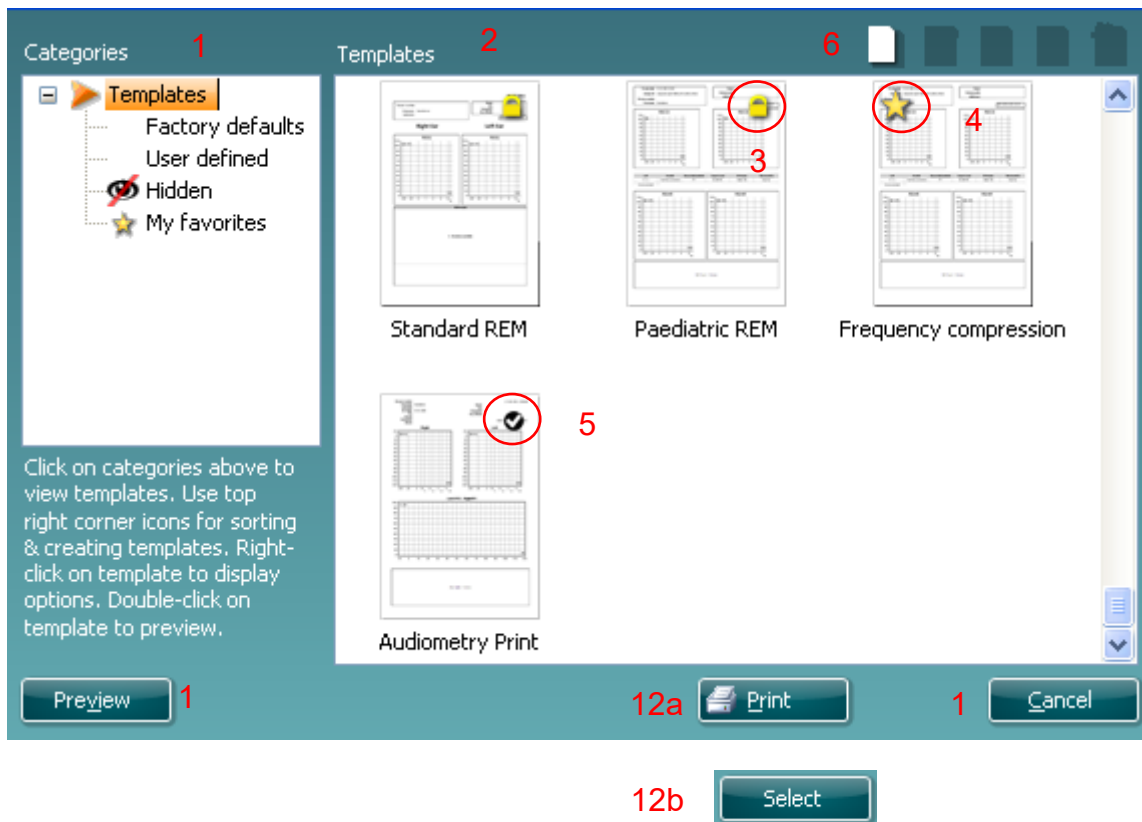 Categories 1 Templates 2 6
Templates
Factory defaults
User defined
Hidden
My favorites
3
4
Standard REM Paediatric REM Frequency compression
5
Audiometry Print
Click on categories above to
view templates. Use top
right corner icons for sorting
& creating templates. Right-
click on template to display
options. Double-click on
template to preview.
Preview 1 12a Print 1 Cancel
12b Select